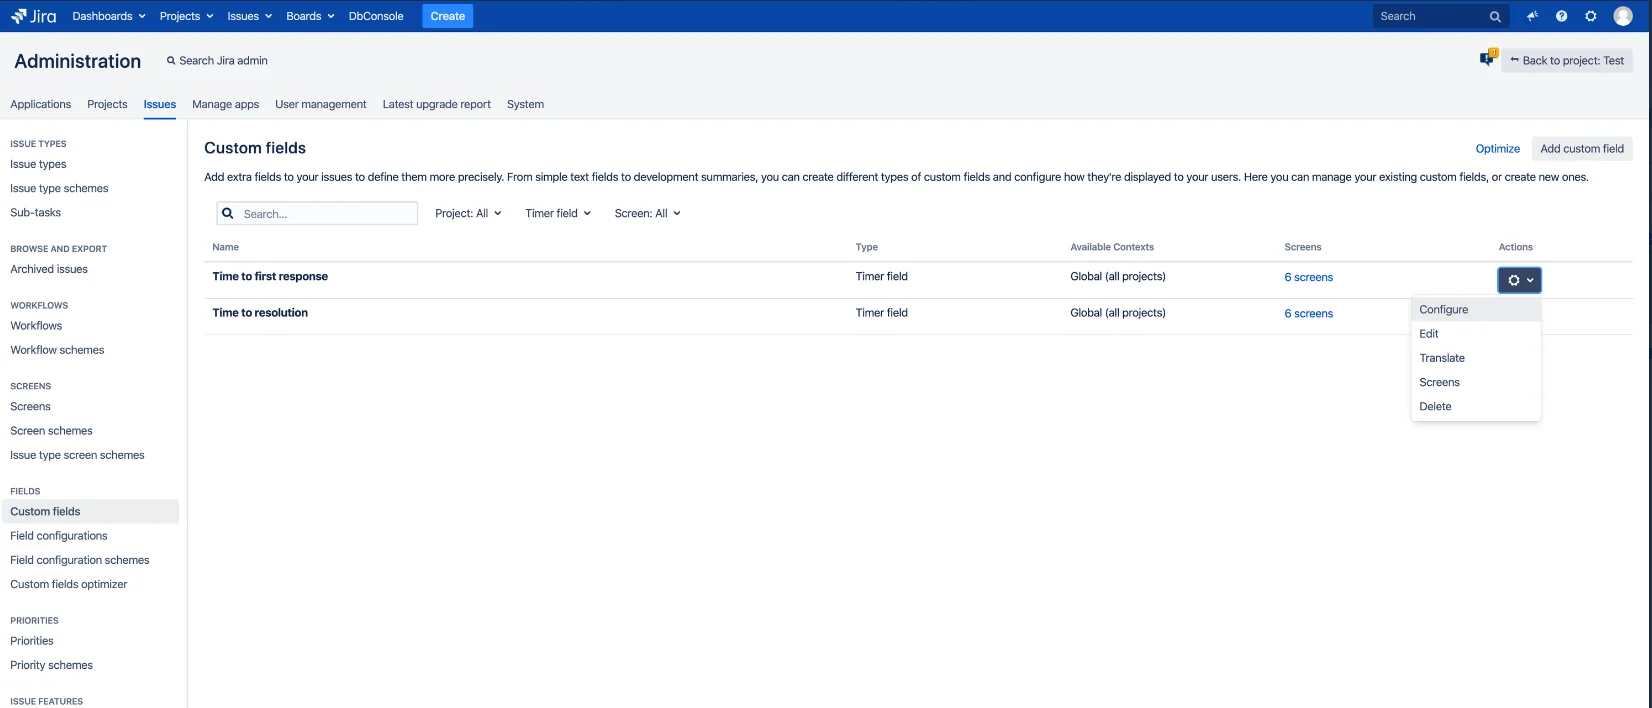 Jira Dashboards Projects Issues Boards DbConsole Create Search
Administration Search Jira admin Back to project: Test
Applications Projects Issues Manage apps User management Latest upgrade report System
ISSUE TYPES
Issue types
Issue type schemes
Sub-tasks
BROWSE AND EXPORT
Archived issues
WORKFLOWS
Workflows
Workflow schemes
SCREENS
Screens
Screen schemes
Issue type screen schemes
FIELDS
Custom fields
Field configurations
Field configuration schemes
Custom fields optimizer
PRIORITIES
Priorities
Priority schemes
ISSUE FEATURES
Custom fields Optimize Add custom field
Add extra fields to your issues to define them more precisely. From simple text fields to development summaries, you can create different types of custom fields and configure how they're displayed to your users. Here you can manage your existing custom fields, or create new ones.
Search... Project: All Timer field Screen: All
Name Type Available Contexts Screens Actions
Time to first response Timer field Global (all projects) 6 screens
Time to resolution Timer field Global (all projects) 6 screens
Configure
Edit
Translate
Screens
Delete